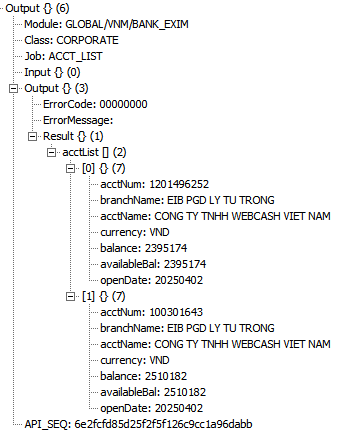 Output {} (6)
Module: GLOBAL/VNM/BANK_EXIM
Class: CORPORATE
Job: ACCT_LIST
Input {} (0)
Output {} (3)
ErrorCode: 00000000
ErrorMessage:
Result {} (1)
acctList [] (2)
[0] {} (7)
acctNum: 1201496252
branchName: EIB PGD LY TU TRONG
acctName: CONG TY TNHH WEBCASH VIET NAM
currency: VND
balance: 2395174
availableBal: 2395174
openDate: 20250402
[1] {} (7)
acctNum: 100301643
branchName: EIB PGD LY TU TRONG
acctName: CONG TY TNHH WEBCASH VIET NAM
currency: VND
balance: 2510182
availableBal: 2510182
openDate: 20250402
API_SEQ: 6e2fcfd85d25f2f5f126c9cc1a96dabb